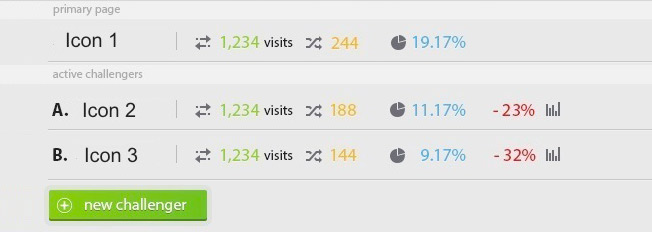 primary page
Icon 1 1,234 visits 244 19.17%
active challengers
A. Icon 2 1,234 visits 188 11.17% - 23%
B. Icon 3 1,234 visits 144 9.17% - 32%
new challenger